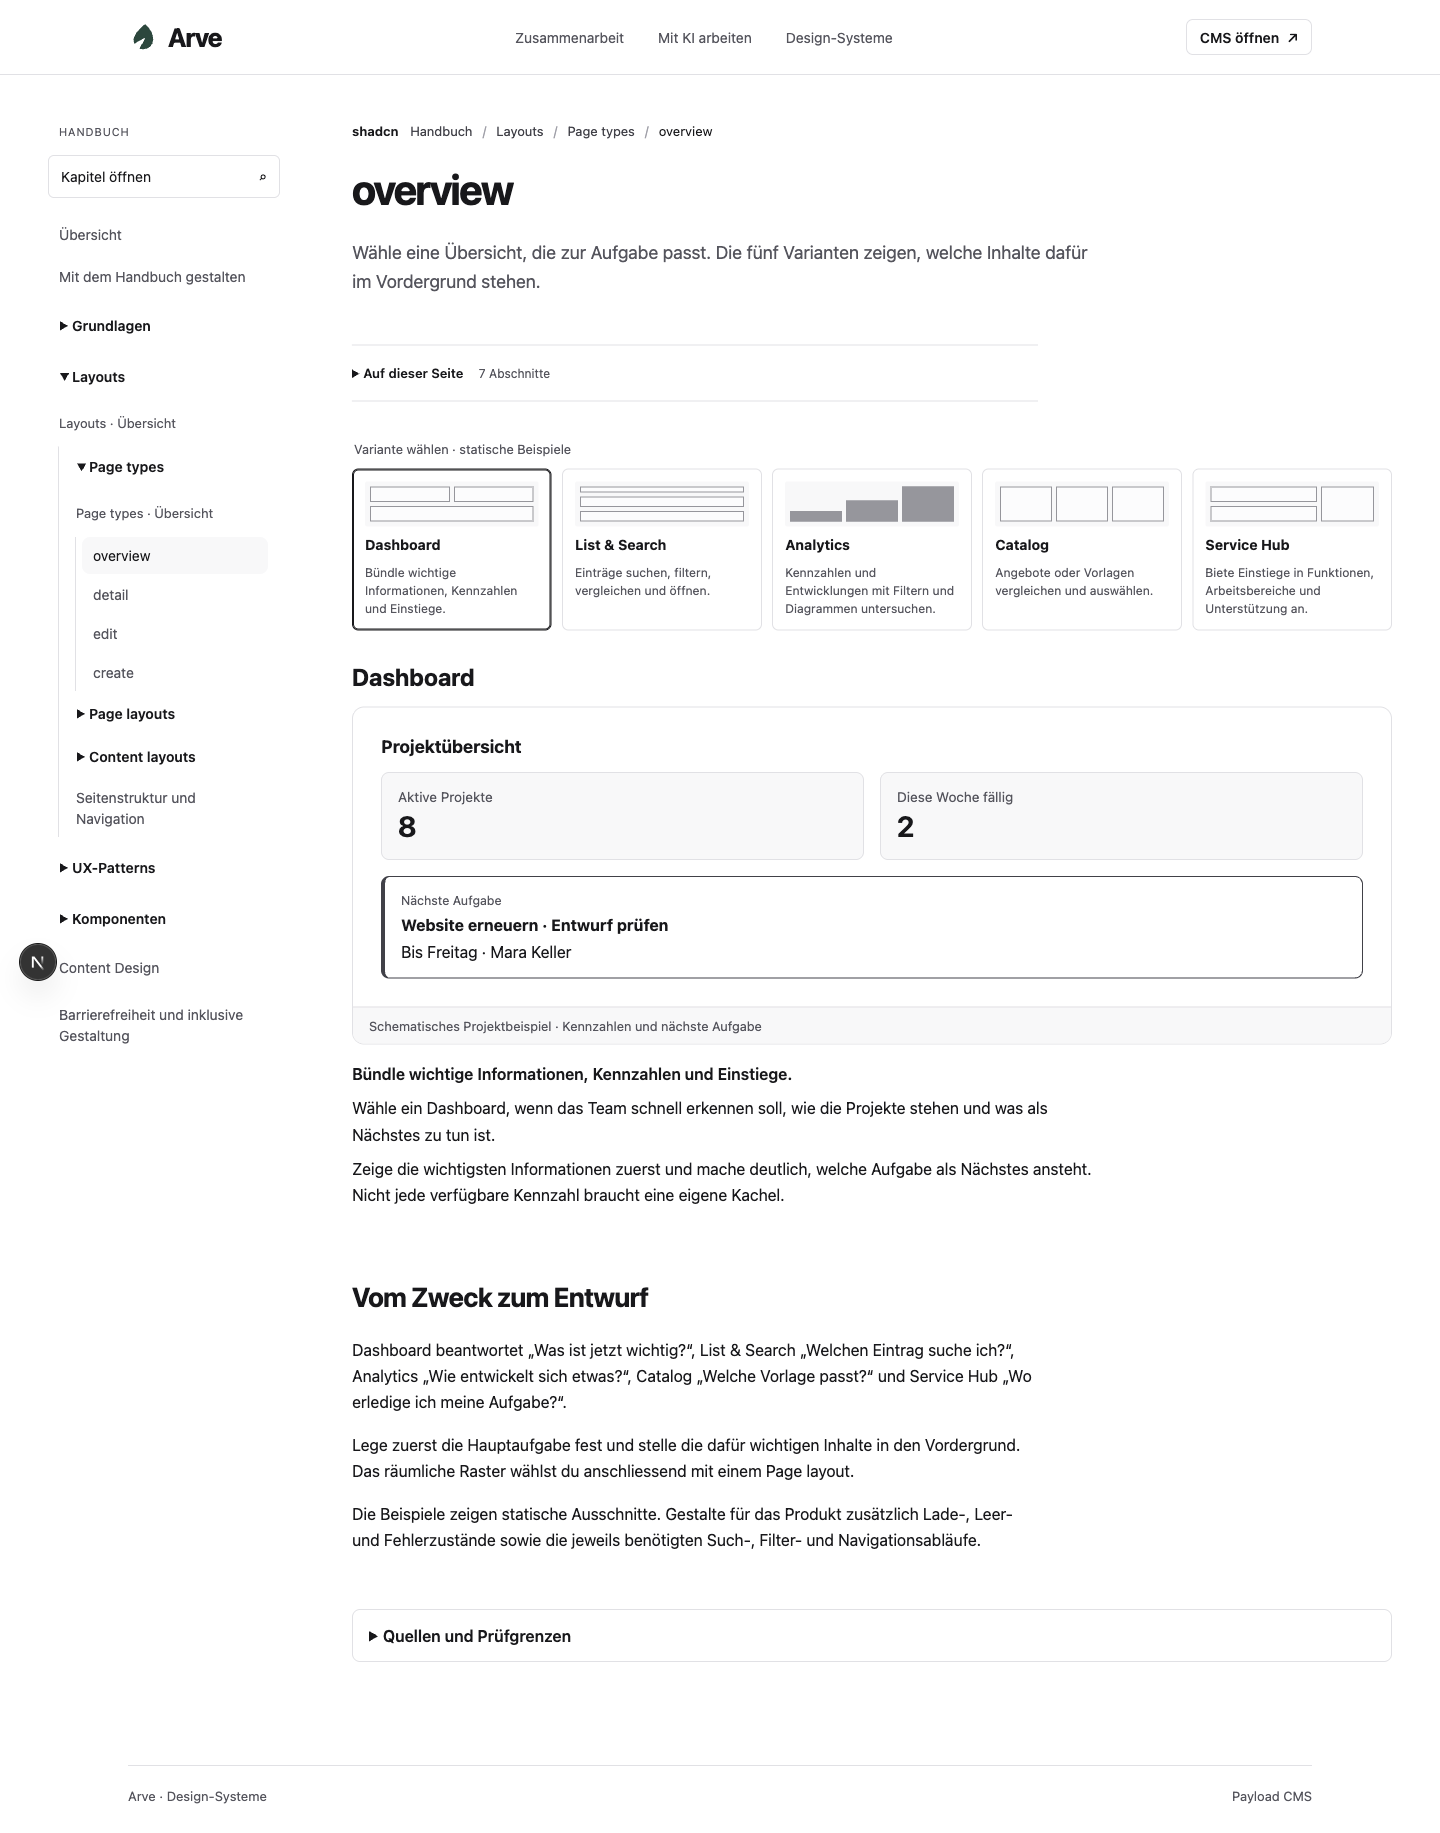 Arve
Zusammenarbeit
Mit KI arbeiten
Design-Systeme
CMS öffnen ↗
HANDBUCH
Kapitel öffnen
Übersicht
Mit dem Handbuch gestalten
Grundlagen
Layouts
Layouts · Übersicht
Page types
Page types · Übersicht
overview
detail
edit
create
Page layouts
Content layouts
Seitenstruktur und
Navigation
UX-Patterns
Komponenten
N
Content Design
Barrierefreiheit und inklusive
Gestaltung
shadcn Handbuch / Layouts / Page types / overview
overview
Wähle eine Übersicht, die zur Aufgabe passt. Die fünf Varianten zeigen, welche Inhalte dafür
im Vordergrund stehen.
Auf dieser Seite 7 Abschnitte
Variante wählen · statische Beispiele
Dashboard
Bündle wichtige
Informationen, Kennzahlen
und Einstiege.
List & Search
Einträge suchen, filtern,
vergleichen und öffnen.
Analytics
Kennzahlen und
Entwicklungen mit Filtern und
Diagrammen untersuchen.
Catalog
Angebote oder Vorlagen
vergleichen und auswählen.
Service Hub
Biete Einstiege in Funktionen,
Arbeitsbereiche und
Unterstützung an.
Dashboard
Projektübersicht
Aktive Projekte
8
Diese Woche fällig
2
Nächste Aufgabe
Website erneuern · Entwurf prüfen
Bis Freitag · Mara Keller
Schematisches Projektbeispiel · Kennzahlen und nächste Aufgabe
Bündle wichtige Informationen, Kennzahlen und Einstiege.
Wähle ein Dashboard, wenn das Team schnell erkennen soll, wie die Projekte stehen und was als
Nächstes zu tun ist.
Zeige die wichtigsten Informationen zuerst und mache deutlich, welche Aufgabe als Nächstes ansteht.
Nicht jede verfügbare Kennzahl braucht eine eigene Kachel.
Vom Zweck zum Entwurf
Dashboard beantwortet „Was ist jetzt wichtig?“, List & Search „Welchen Eintrag suche ich?“,
Analytics „Wie entwickelt sich etwas?“, Catalog „Welche Vorlage passt?“ und Service Hub „Wo
erledige ich meine Aufgabe?“.
Lege zuerst die Hauptaufgabe fest und stelle die dafür wichtigen Inhalte in den Vordergrund.
Das räumliche Raster wählst du anschliessend mit einem Page layout.
Die Beispiele zeigen statische Ausschnitte. Gestalte für das Produkt zusätzlich Lade-, Leer-
und Fehlerzustände sowie die jeweils benötigten Such-, Filter- und Navigationsabläufe.
Quellen und Prüfgrenzen
Arve · Design-Systeme
Payload CMS